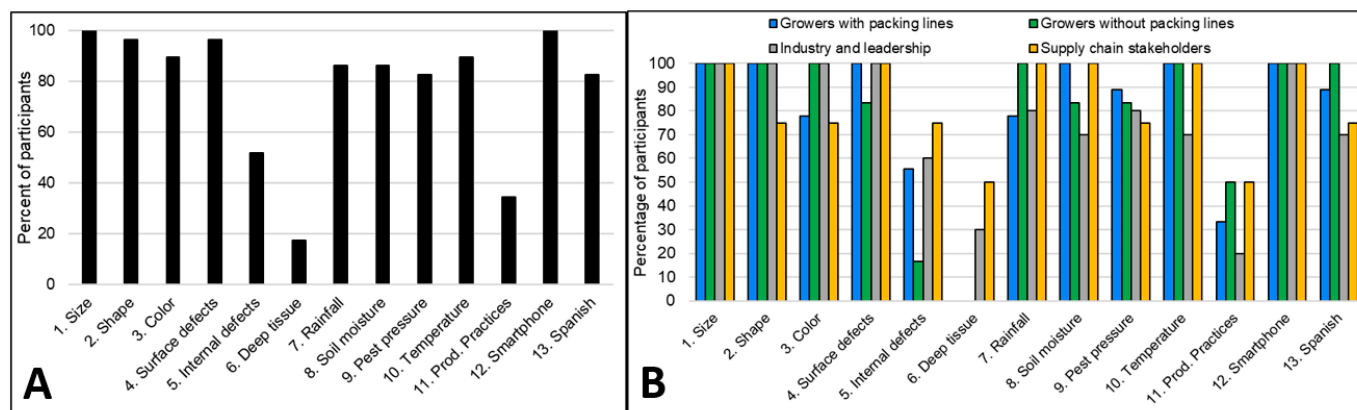 100
80
60
40
20
0
Percent of participants
1. Size
2. Shape
3. Color
4. Surface defects
5. Internal defects
6. Deep tissue
7. Rainfall
8. Soil moisture
9. Pest pressure
10. Temperature
11. Prod. Practices
12. Smartphone
13. Spanish
A
Growers with packing lines
Growers without packing lines
Industry and leadership
Supply chain stakeholders
100
90
80
70
60
50
40
30
20
10
0
Percentage of participants
1. Size
2. Shape
3. Color
4. Surface defects
5. Internal defects
6. Deep tissue
7. Rainfall
8. Soil moisture
9. Pest pressure
10. Temperature
11. Prod. Practices
12. Smartphone
13. Spanish
B